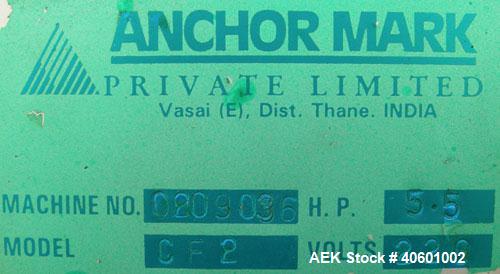 ANCHOR MARK
PRIVATE LIMITED
Vasai (E), Dist. Thane. INDIA
MACHINE NO. 0209036 H.P. 5.5
MODEL CF2 VOLTS
AEK Stock # 40601002